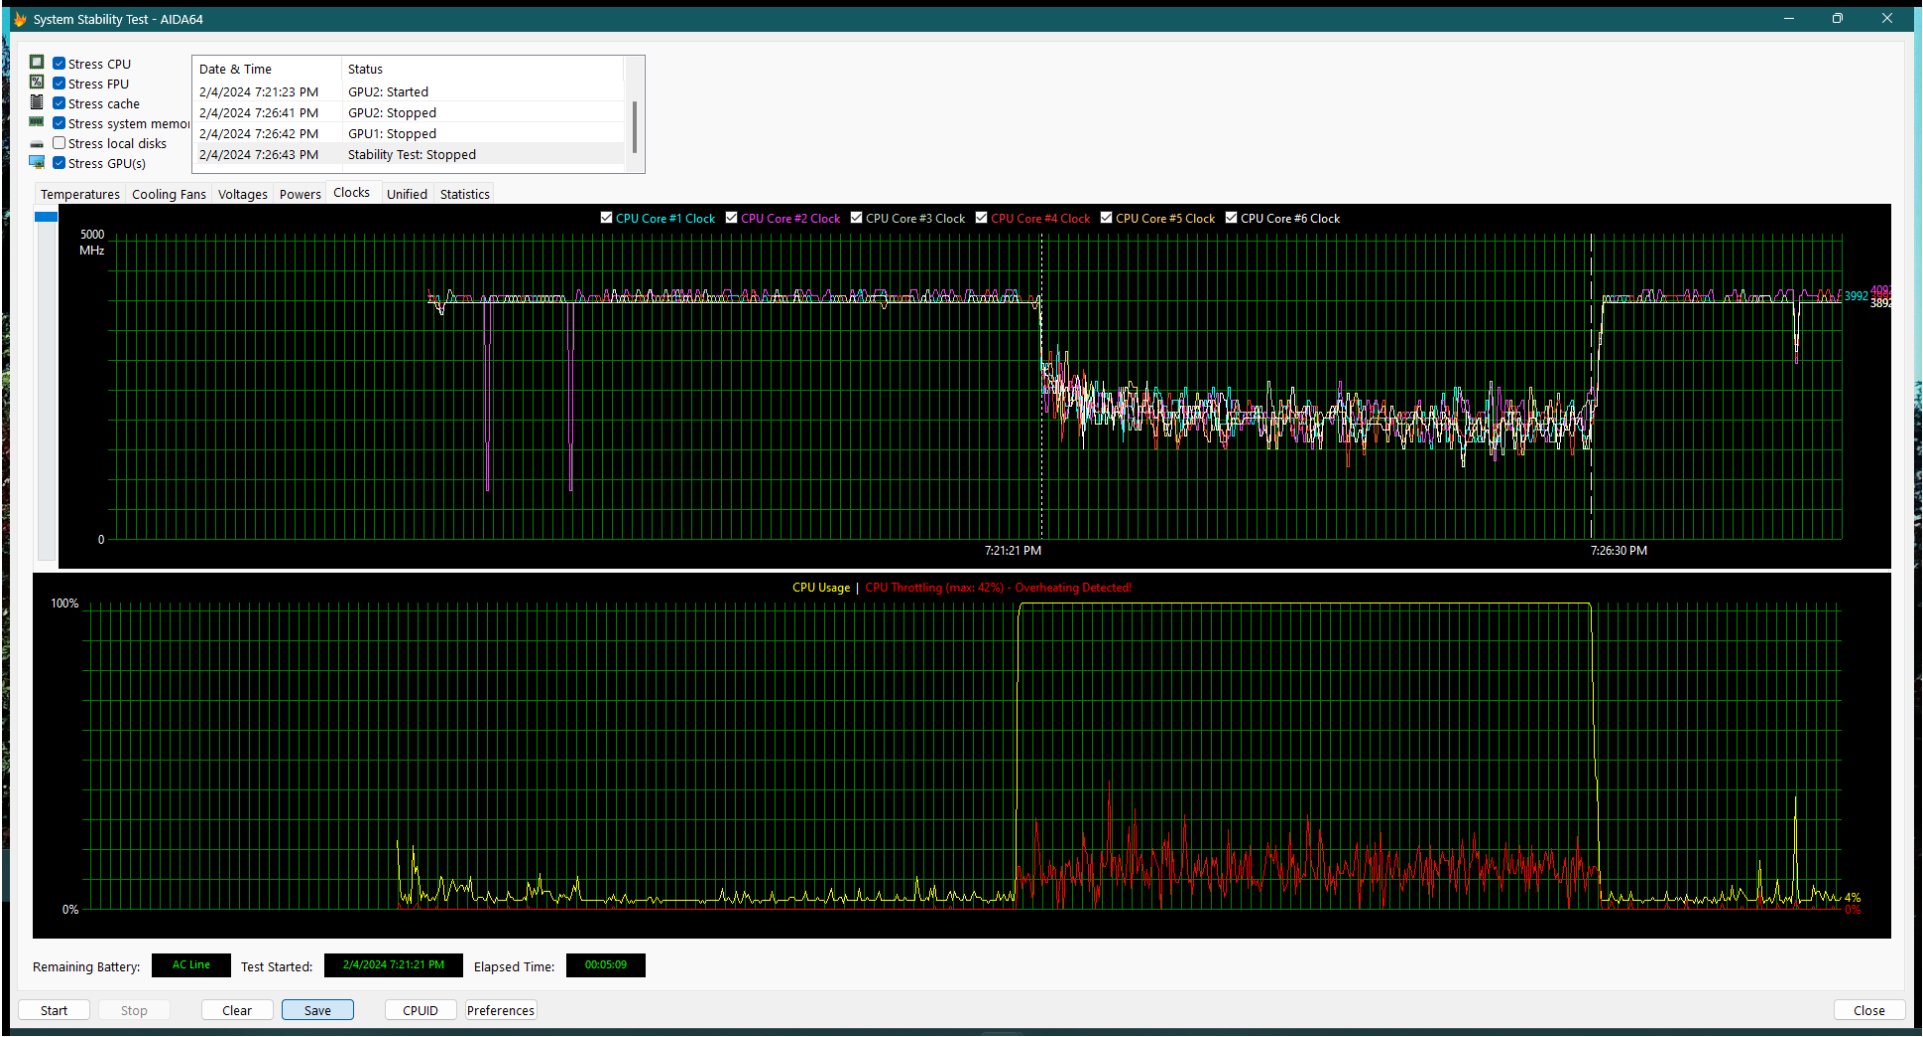 System Stability Test - AIDA64
Stress CPU
Stress FPU
Stress cache
Stress system memor
Stress local disks
Stress GPU(s)
Date & Time Status
2/4/2024 7:21:23 PM GPU2: Started
2/4/2024 7:26:41 PM GPU2: Stopped
2/4/2024 7:26:42 PM GPU1: Stopped
2/4/2024 7:26:43 PM Stability Test: Stopped
Temperatures Cooling Fans Voltages Powers Clocks Unified Statistics
CPU Core #1 Clock CPU Core #2 Clock CPU Core #3 Clock CPU Core #4 Clock CPU Core #5 Clock CPU Core #6 Clock
5000
MHz
3992
3892
0
7:21:21 PM 7:26:30 PM
CPU Usage | CPU Throttling (max: 42%) - Overheating Detected!
100%
4%
0% 0%
Remaining Battery: AC Line Test Started: 2/4/2024 7:21:21 PM Elapsed Time: 00:05:09
Start Stop Clear Save CPUID Preferences Close